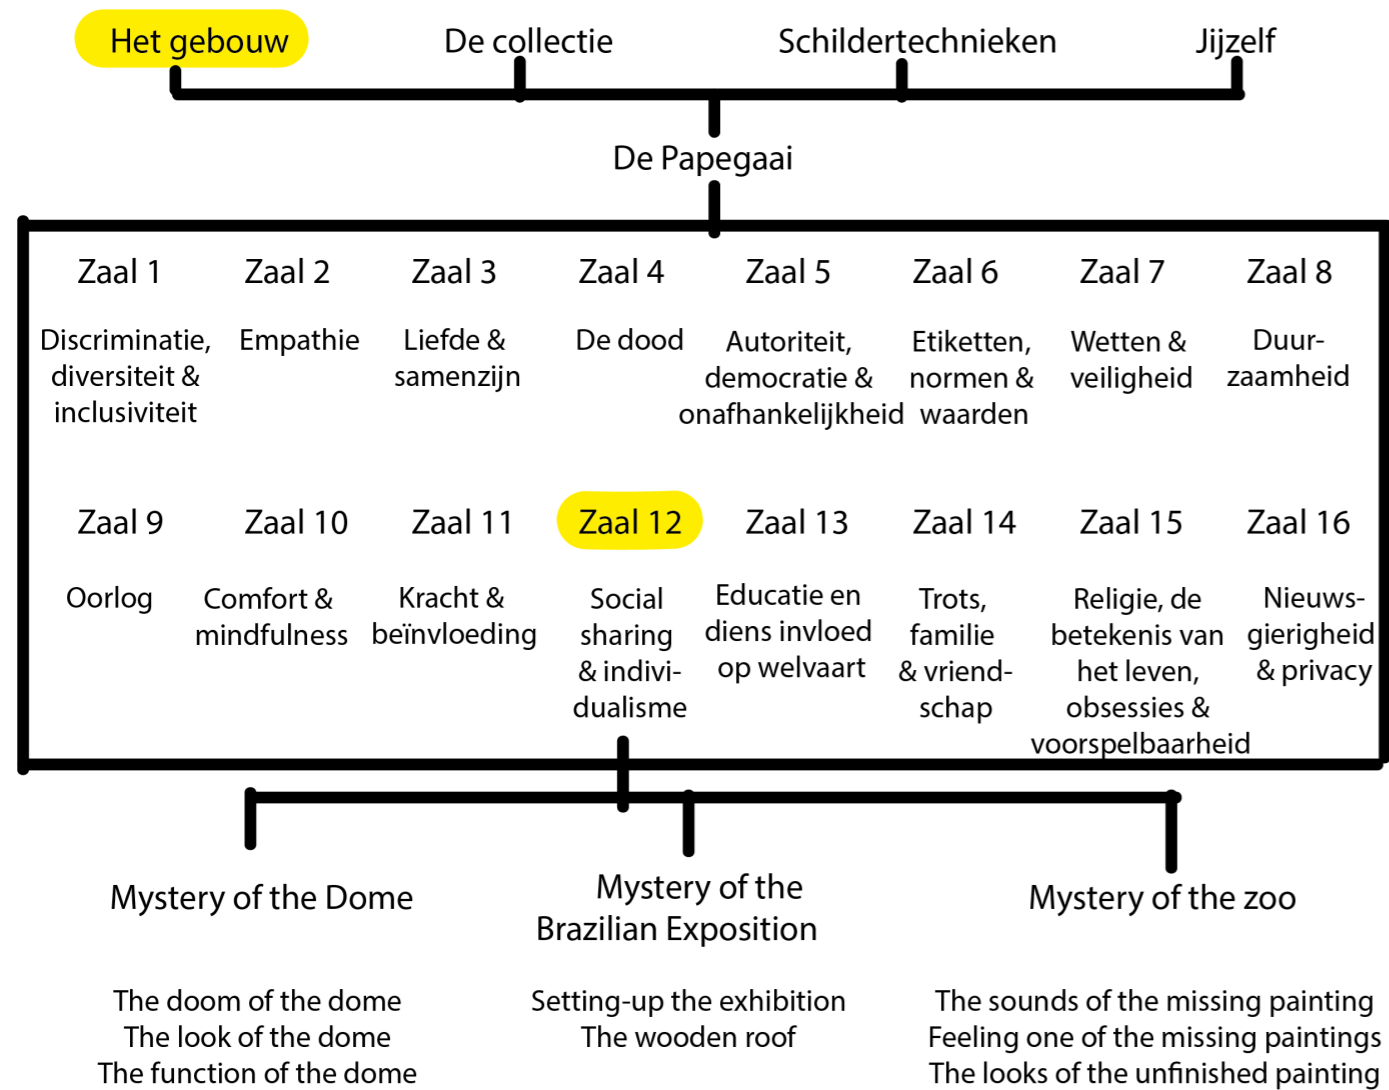 Het gebouw
De collectie
Schildertechnieken
Jijzelf
De Papegaai
Zaal 1
Discriminatie,
diversiteit &
inclusiviteit
Zaal 2
Empathie
Zaal 3
Liefde &
samenzijn
Zaal 4
De dood
Zaal 5
Autoriteit,
democratie &
onafhankelijkheid
Zaal 6
Etiketten,
normen &
waarden
Zaal 7
Wetten &
veiligheid
Zaal 8
Duur-
zaamheid
Zaal 9
Oorlog
Zaal 10
Comfort &
mindfulness
Zaal 11
Kracht &
beïnvloeding
Zaal 12
Social
sharing
& indivi-
dualisme
Zaal 13
Educatie en
diens invloed
op welvaart
Zaal 14
Trots,
familie
& vriend-
schap
Zaal 15
Religie, de
betekenis van
het leven,
obsessies &
voorspelbaarheid
Zaal 16
Nieuws-
gierigheid
& privacy
Mystery of the Dome
The doom of the dome
The look of the dome
The function of the dome
Mystery of the
Brazilian Exposition
Setting-up the exhibition
The wooden roof
Mystery of the zoo
The sounds of the missing painting
Feeling one of the missing paintings
The looks of the unfinished painting